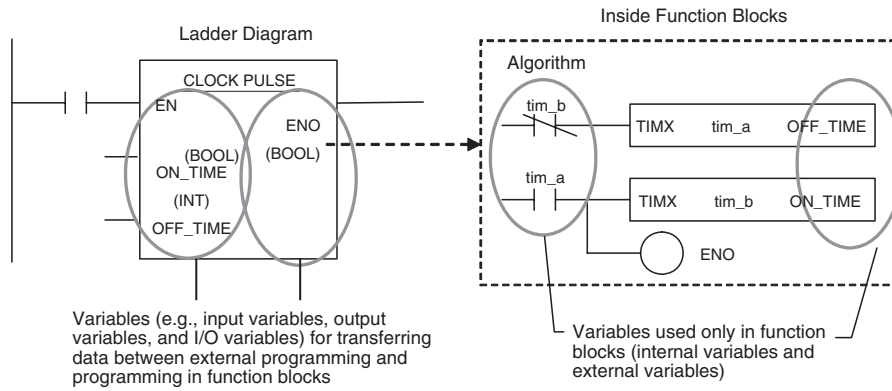 Inside Function Blocks
Ladder Diagram
CLOCK PULSE
EN
ENO
(BOOL)
(BOOL)
ON_TIME
(INT)
OFF_TIME
Variables (e.g., input variables, output
variables, and I/O variables) for transferring
data between external programming and
programming in function blocks
Algorithm
tim_b
TIMX tim_a OFF_TIME
tim_a
TIMX tim_b ON_TIME
ENO
Variables used only in function
blocks (internal variables and
external variables)